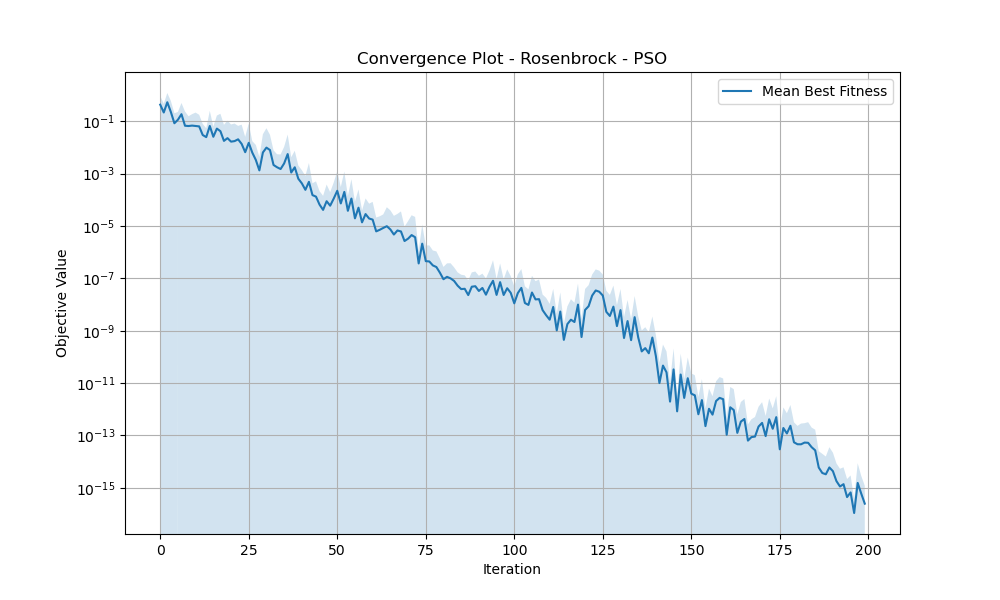 Convergence Plot - Rosenbrock - PSO
Mean Best Fitness
Objective Value
10⁻¹
10⁻³
10⁻⁵
10⁻⁷
10⁻⁹
10⁻¹¹
10⁻¹³
10⁻¹⁵
0 25 50 75 100 125 150 175 200
Iteration